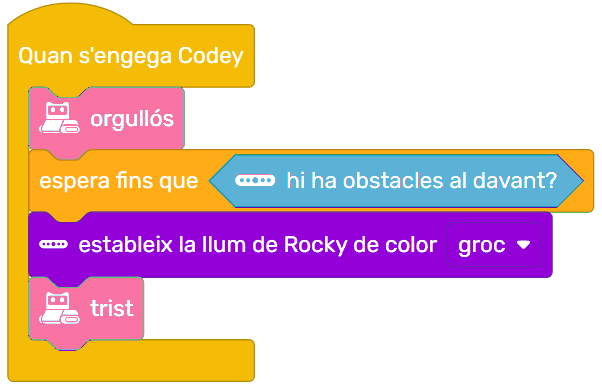 Quan s'engega Codey
orgullós
espera fins que hi ha obstacles al davant?
estableix la llum de Rocky de color groc
trist